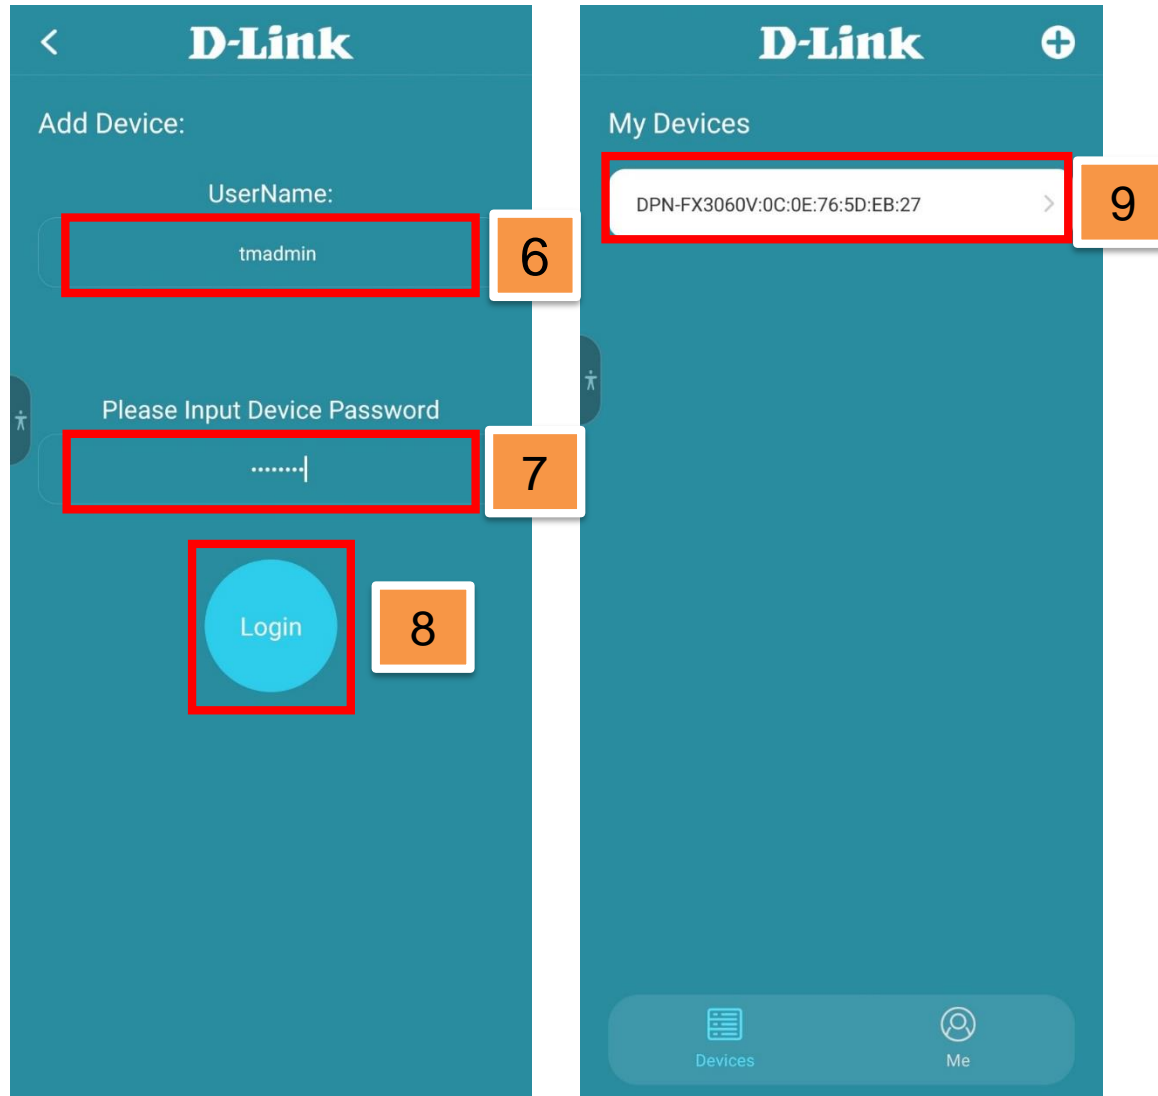 D-Link
Add Device:
UserName:
tmadmin
6
Please Input Device Password
········
7
Login
8
D-Link
My Devices
DPN-FX3060V:0C:0E:76:5D:EB:27
9
Devices
Me